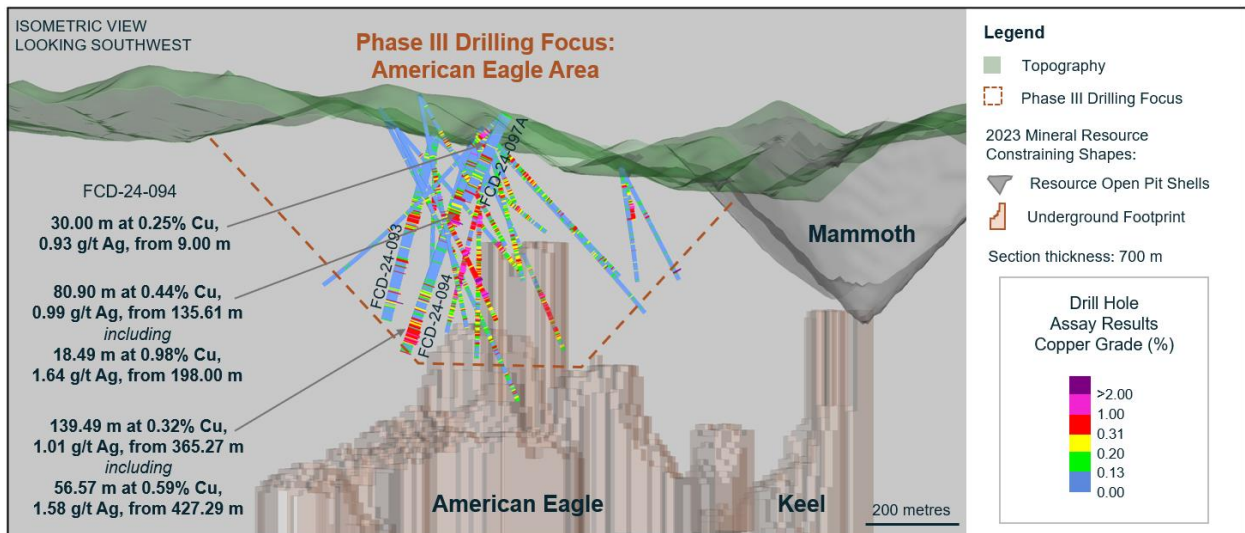 ISOMETRIC VIEW
LOOKING SOUTHWEST
Phase III Drilling Focus:
American Eagle Area
FCD-24-094
30.00 m at 0.25% Cu,
0.93 g/t Ag, from 9.00 m
80.90 m at 0.44% Cu,
0.99 g/t Ag, from 135.61 m
including
18.49 m at 0.98% Cu,
1.64 g/t Ag, from 198.00 m
139.49 m at 0.32% Cu,
1.01 g/t Ag, from 365.27 m
including
56.57 m at 0.59% Cu,
1.58 g/t Ag, from 427.29 m
FCD-24-093
FCD-24-094
FCD-24-097A
Mammoth
American Eagle
Keel
200 metres
Legend
Topography
Phase III Drilling Focus
2023 Mineral Resource
Constraining Shapes:
Resource Open Pit Shells
Underground Footprint
Section thickness: 700 m
Drill Hole
Assay Results
Copper Grade (%)
>2.00
1.00
0.31
0.20
0.13
0.00